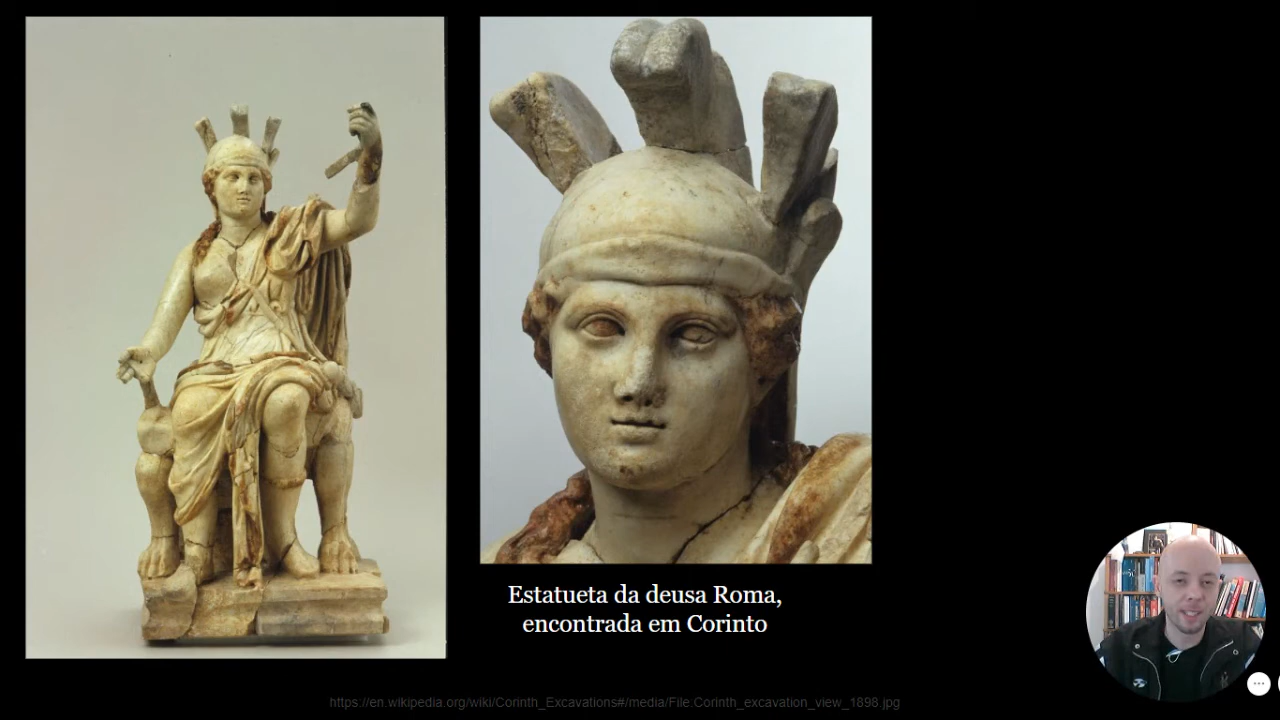 Estatueta da deusa Roma,
encontrada em Corinto
https://en.wikipedia.org/wiki/Corinth_Excavations#/media/File:Corinth_excavation_view_1898.jpg